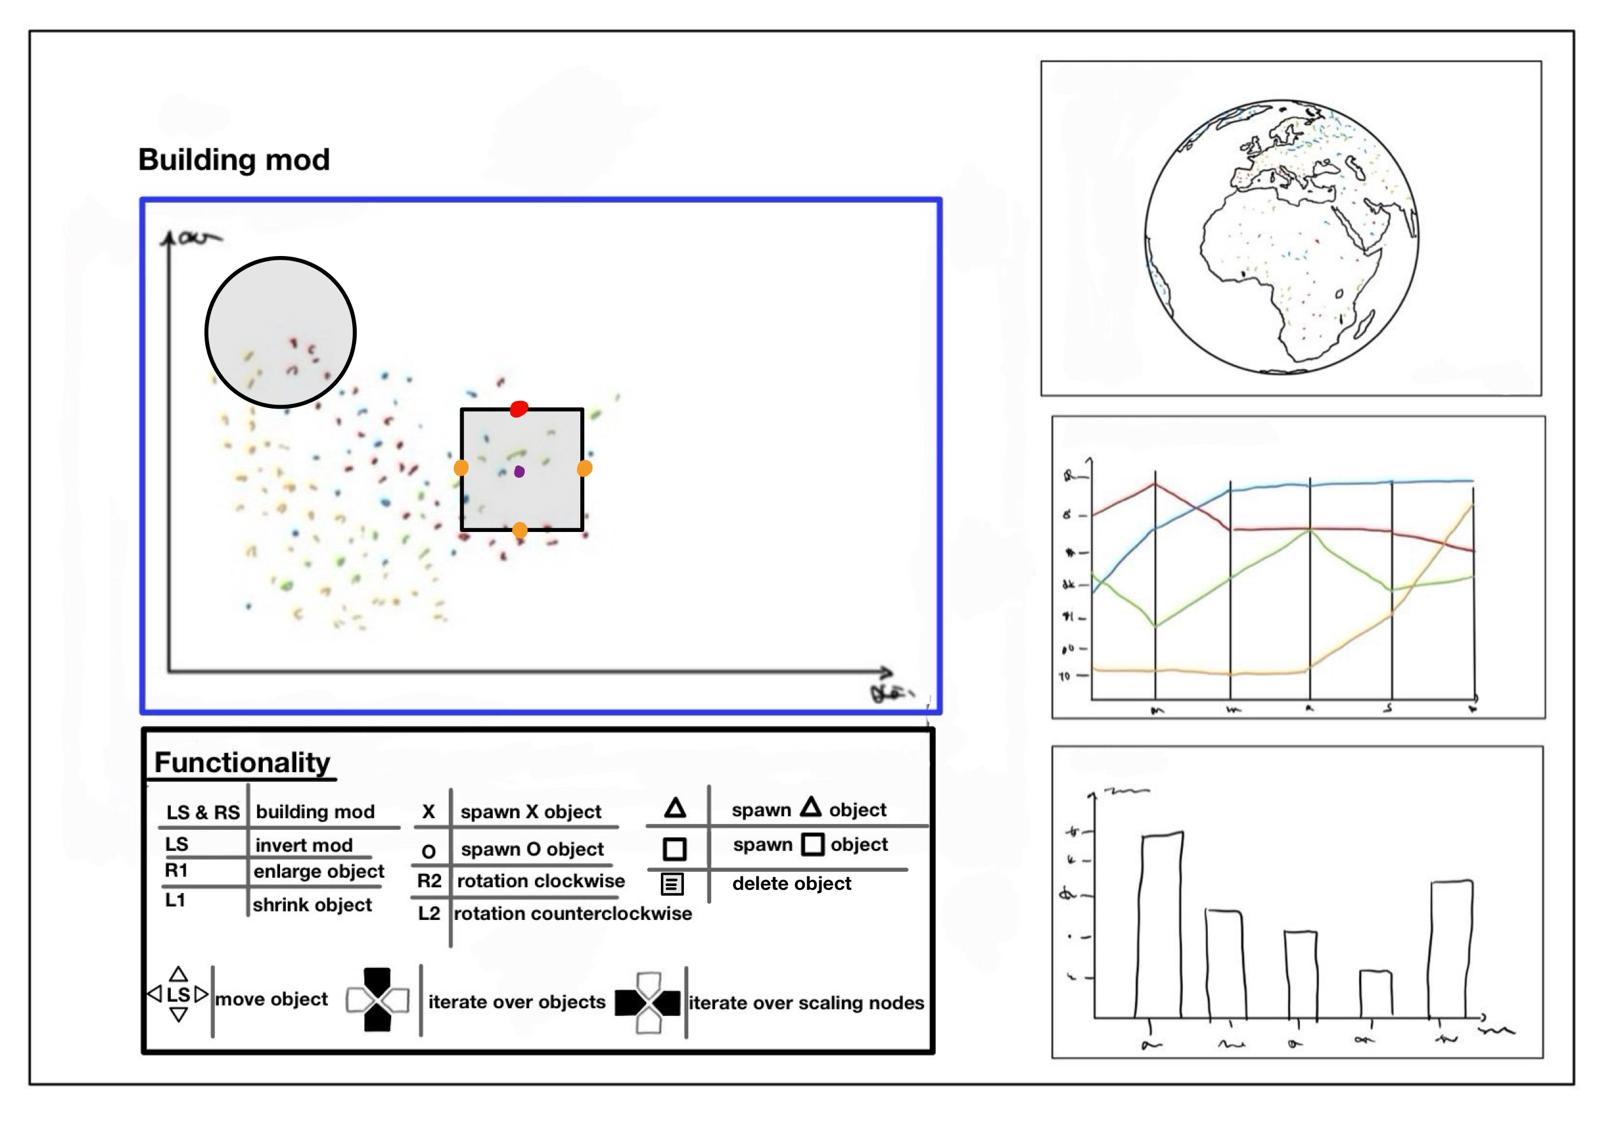 Building mod
Functionality
LS & RS building mod
LS invert mod
R1 enlarge object
L1 shrink object
X spawn X object
O spawn O object
R2 rotation clockwise
L2 rotation counterclockwise
spawn △ object
spawn □ object
delete object
LS move object
iterate over objects
iterate over scaling nodes